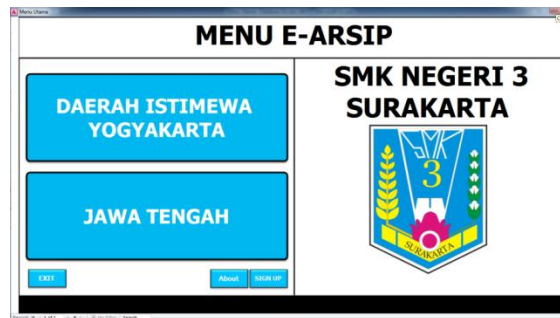 Menu Utama
MENU E-ARSIP
DAERAH ISTIMEWA
YOGYAKARTA
JAWA TENGAH
EXIT
About
SIGN UP
SMK NEGERI 3
SURAKARTA
SMK
3
SURAKARTA